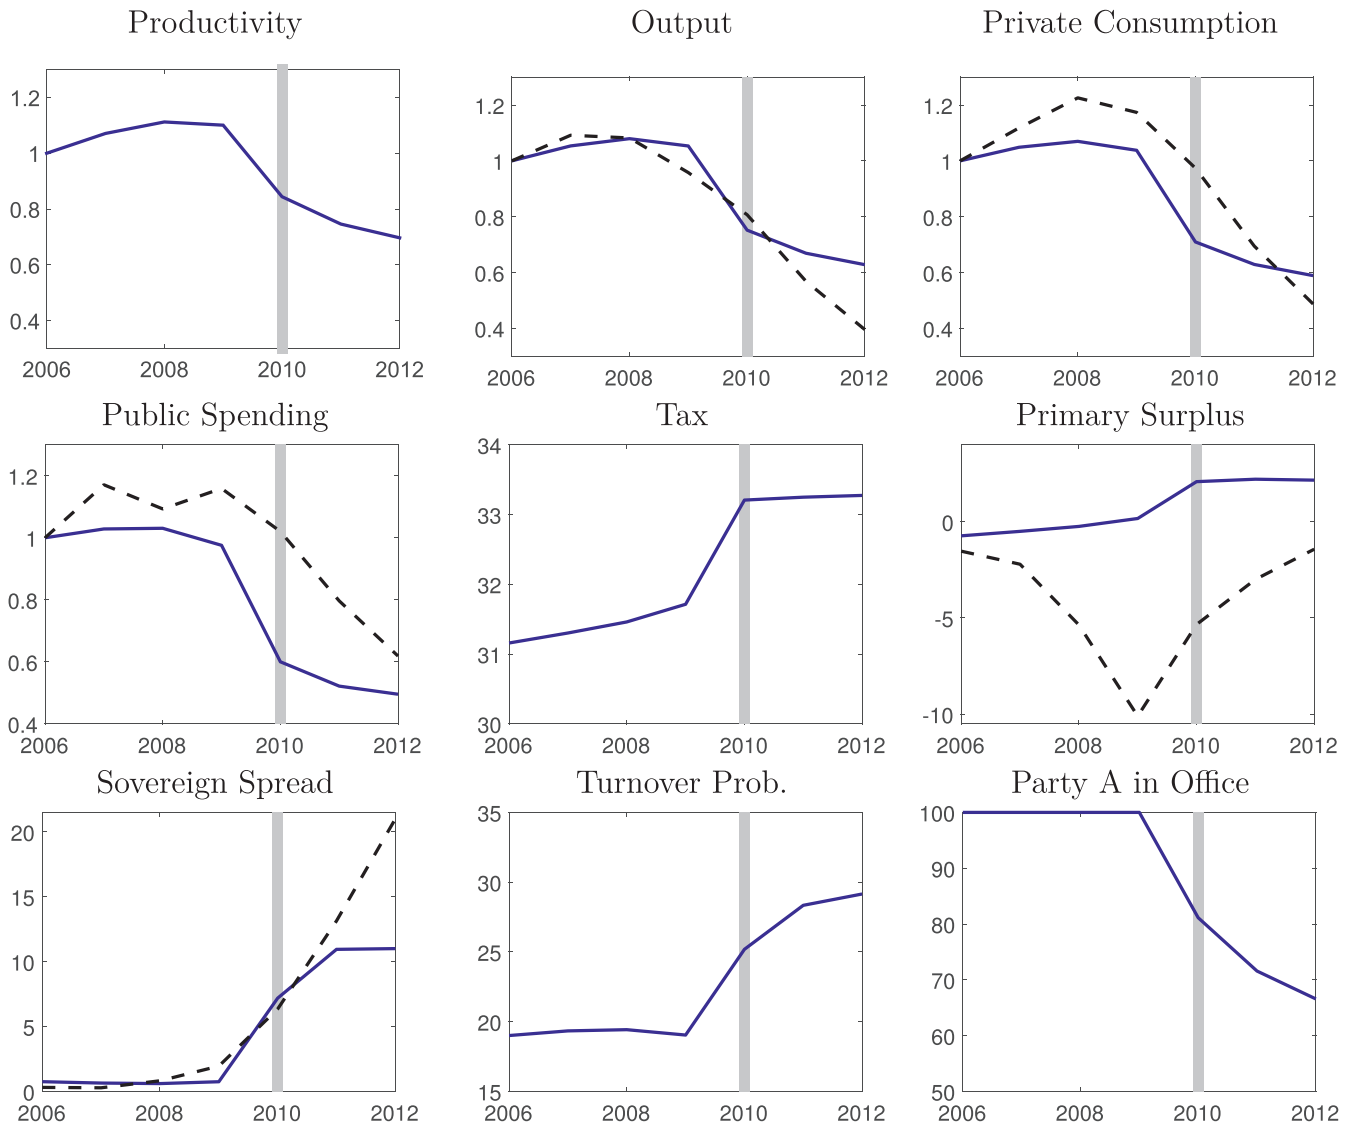 Productivity Output Private Consumption
1.2 1.2 1.2
1 1 1
0.8 0.8 0.8
0.6 0.6 0.6
0.4 0.4 0.4
2006 2008 2010 2012 2006 2008 2010 2012 2006 2008 2010 2012
Public Spending Tax Primary Surplus
1.2 34 0
1 33 -5
0.8 32 -10
0.6 31
0.4 30
2006 2008 2010 2012 2006 2008 2010 2012 2006 2008 2010 2012
Sovereign Spread Turnover Prob. Party A in Office
20 35 100
15 30 90
10 25 80
5 20 70
0 15 60
50
2006 2008 2010 2012 2006 2008 2010 2012 2006 2008 2010 2012